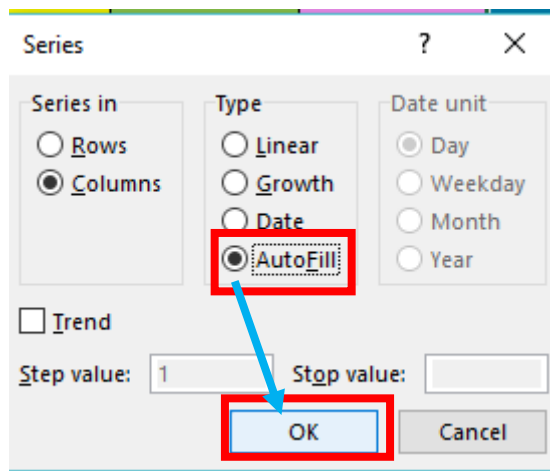 Series ? ×
Series in
Rows
Columns
Type
Linear
Growth
Date
AutoFill
Date unit
Day
Weekday
Month
Year
Trend
Step value: 1 Stop value:
OK Cancel